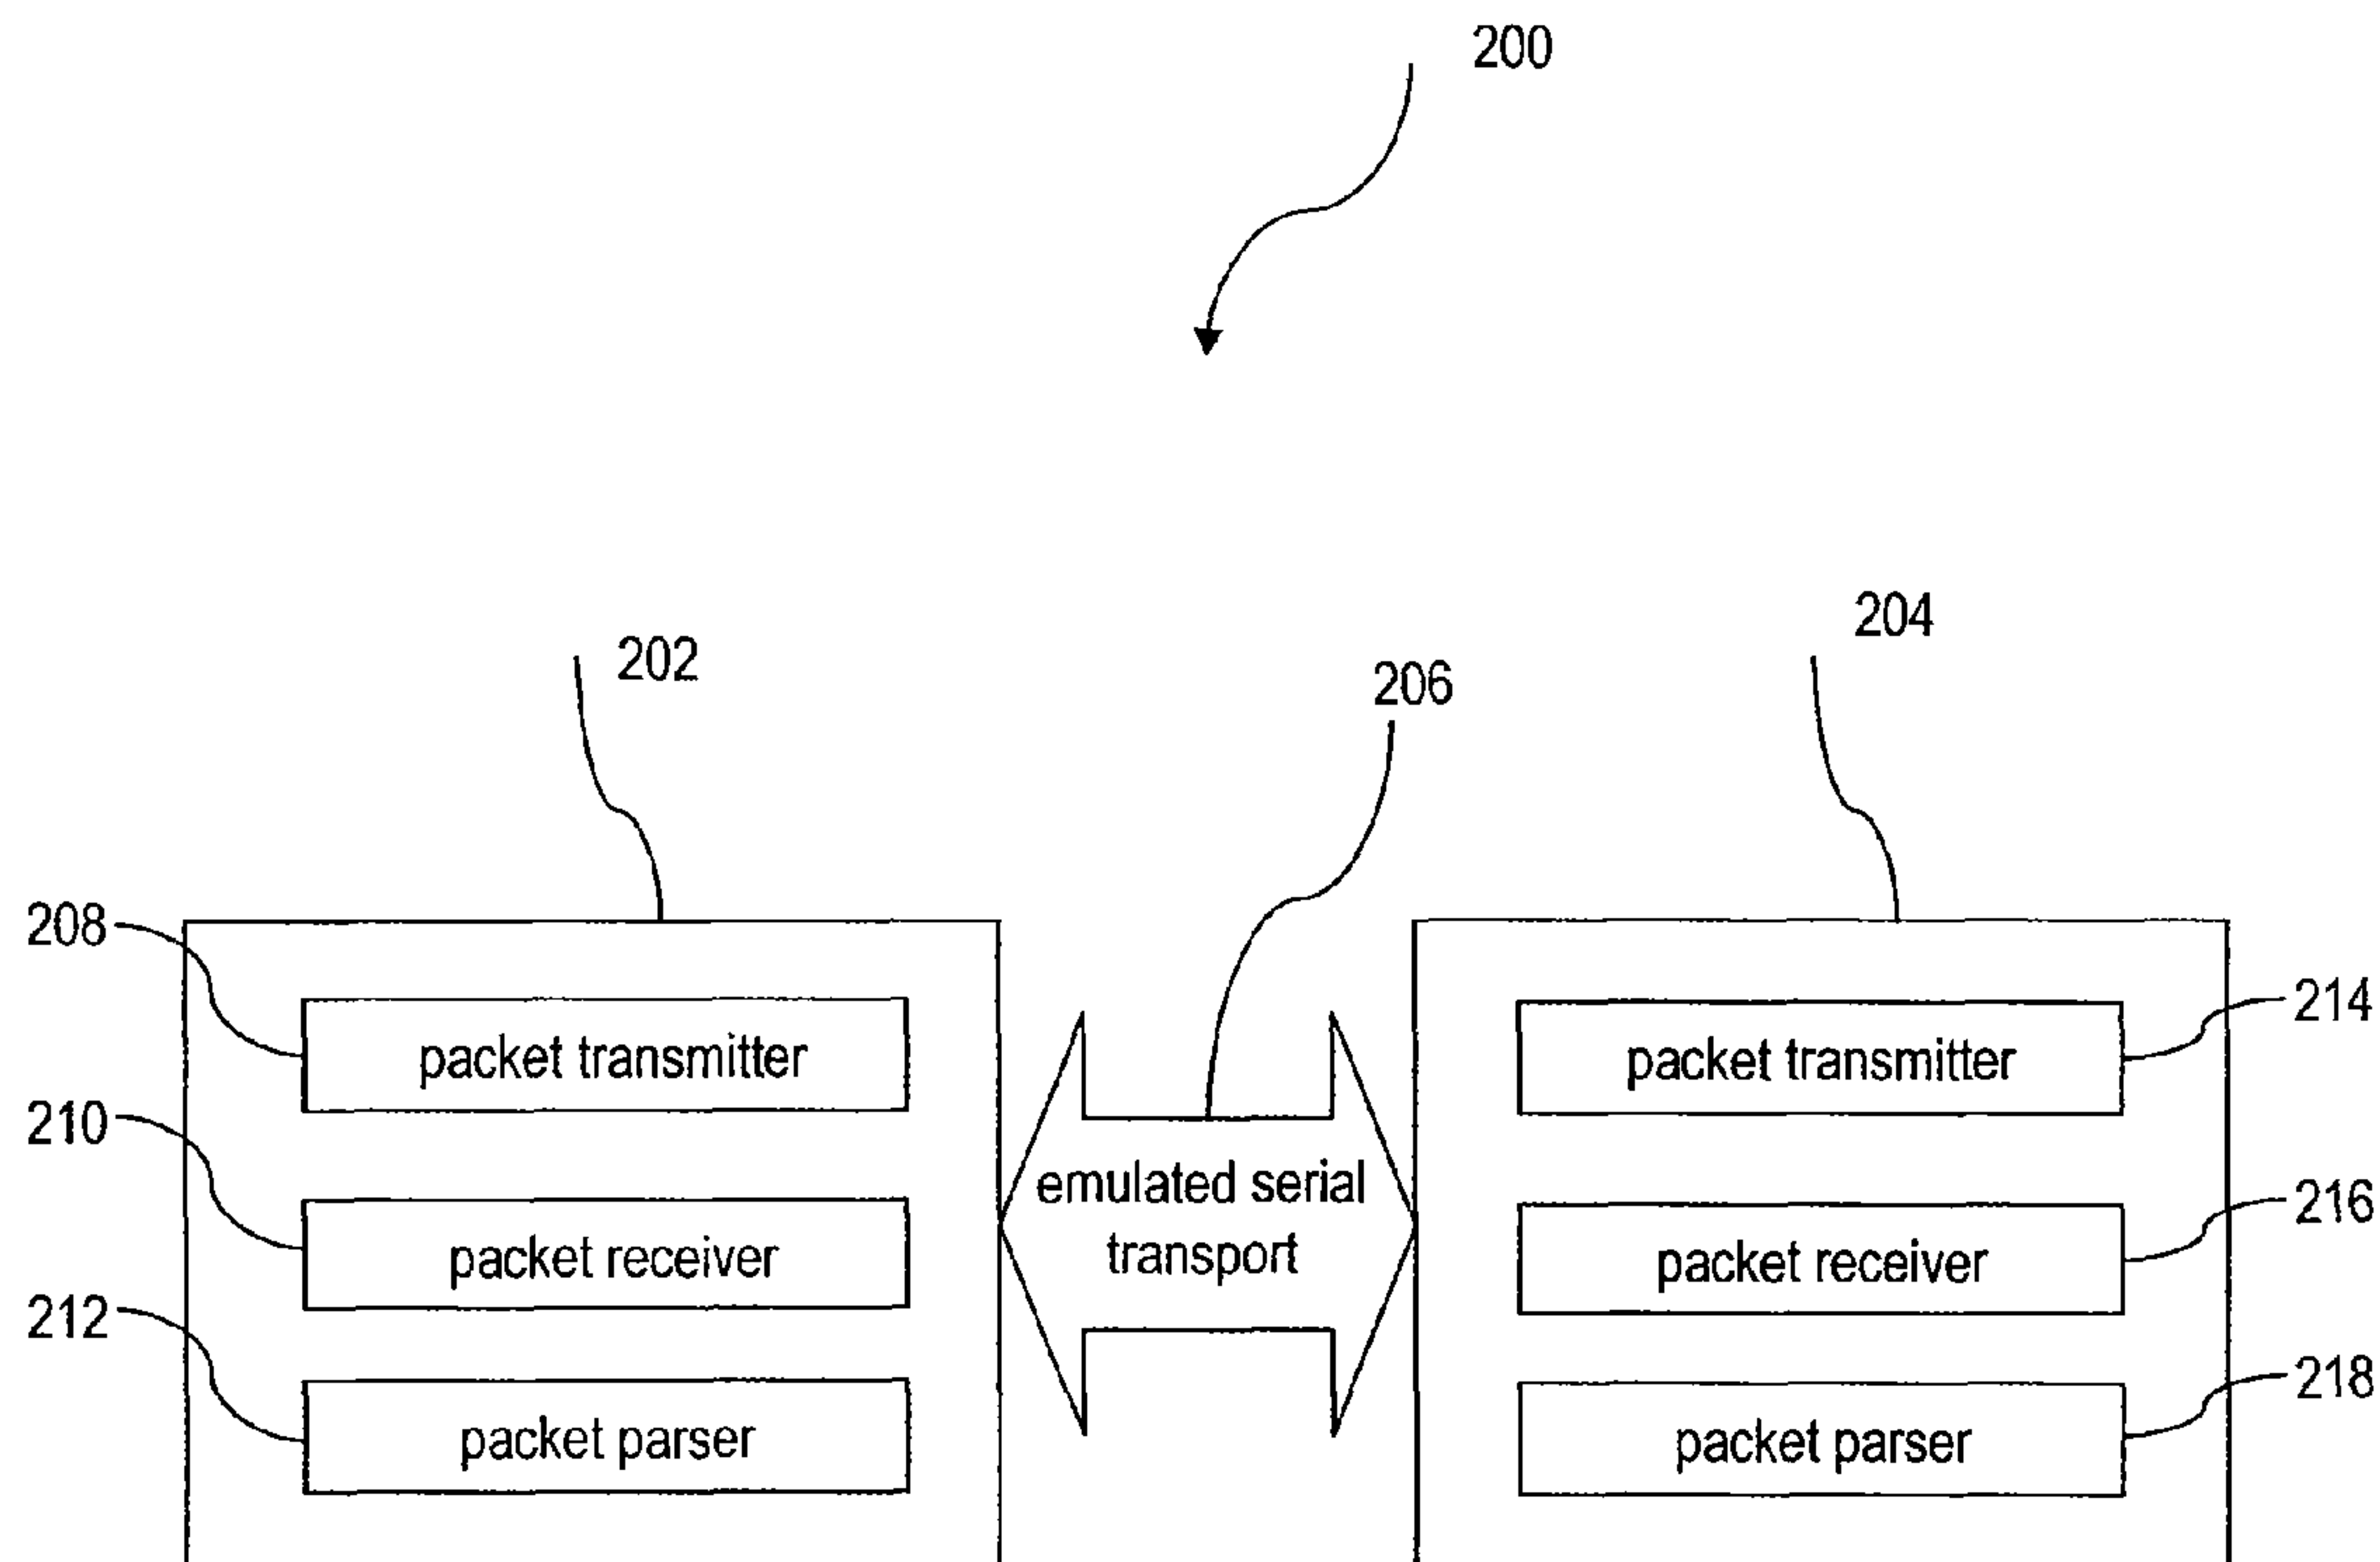 200
204
202
206
208
214
packet transmitter
packet transmitter
210
emulated serial
216
packet receiver
transport
packet receiver
212
218
packet parser
packet parser